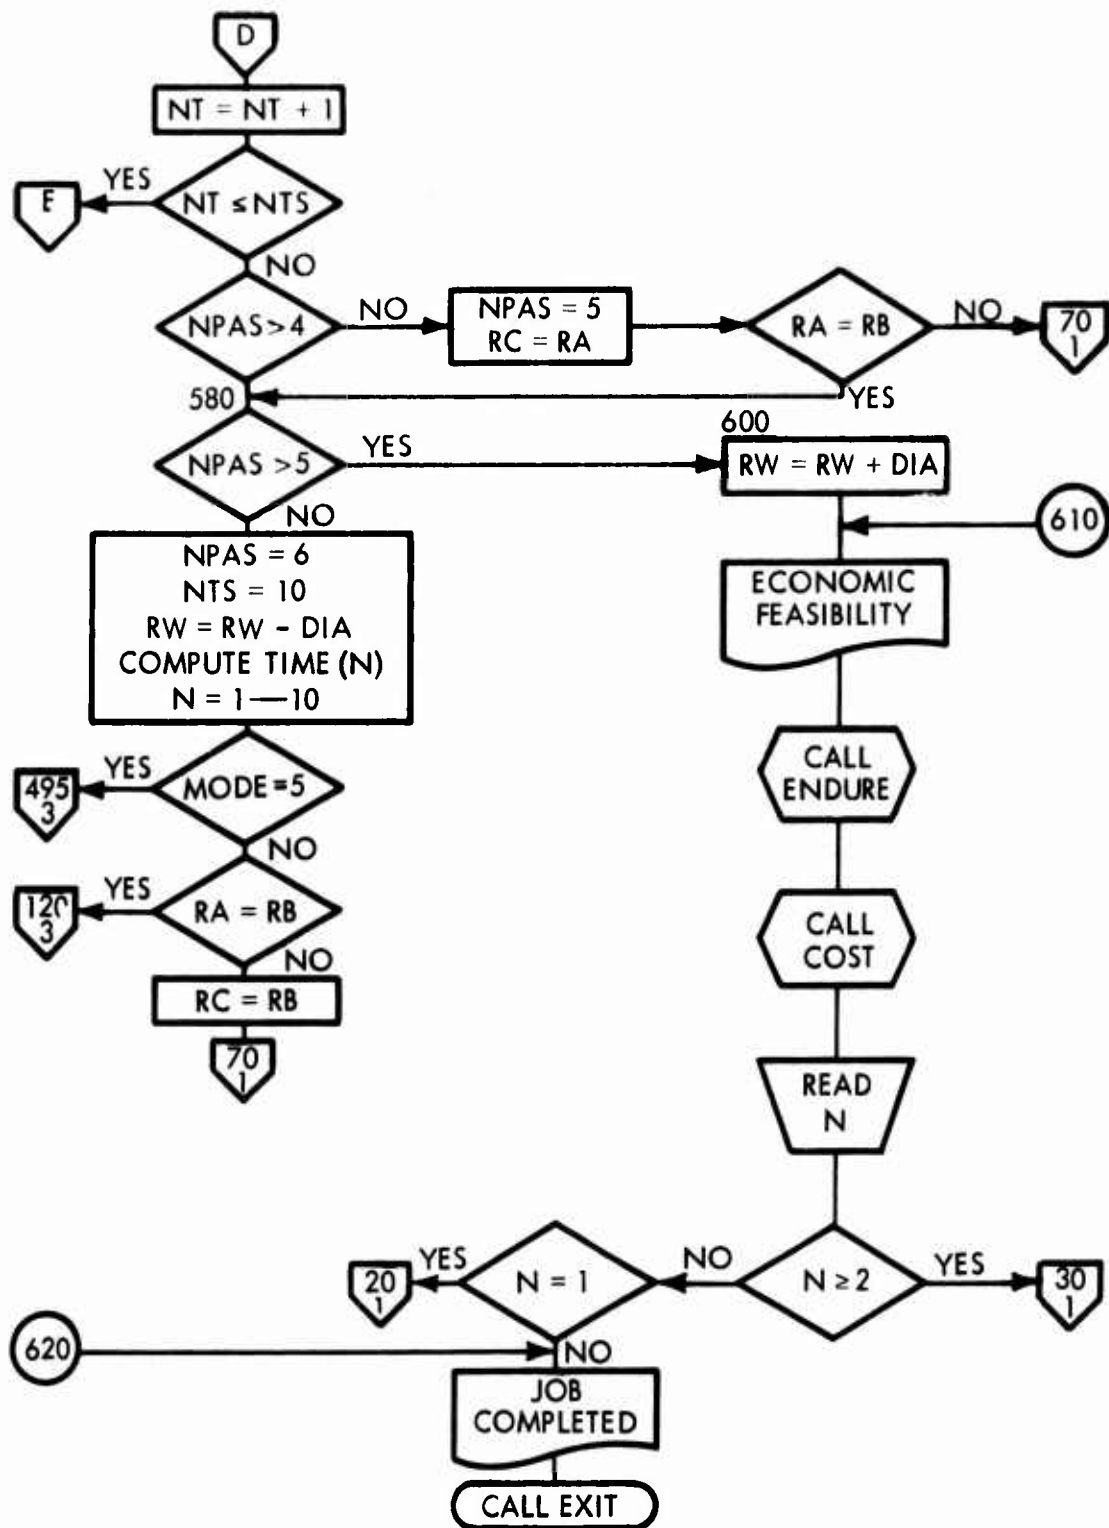 D
NT = NT + 1
YES
E
NT ≤ NTS
NO
NPAS > 4
NO
NPAS = 5
RC = RA
RA = RB
NO
70
1
580
YES
600
NPAS > 5
YES
RW = RW + DIA
NO
610
NPAS = 6
NTS = 10
RW = RW - DIA
COMPUTE TIME (N)
N = 1—10
ECONOMIC
FEASIBILITY
YES
495
3
MODE = 5
NO
CALL
ENDURE
YES
120
3
RA = RB
NO
CALL
COST
RC = RB
70
1
READ
N
YES
20
1
N = 1
NO
N ≥ 2
YES
30
1
620
NO
JOB
COMPLETED
CALL EXIT